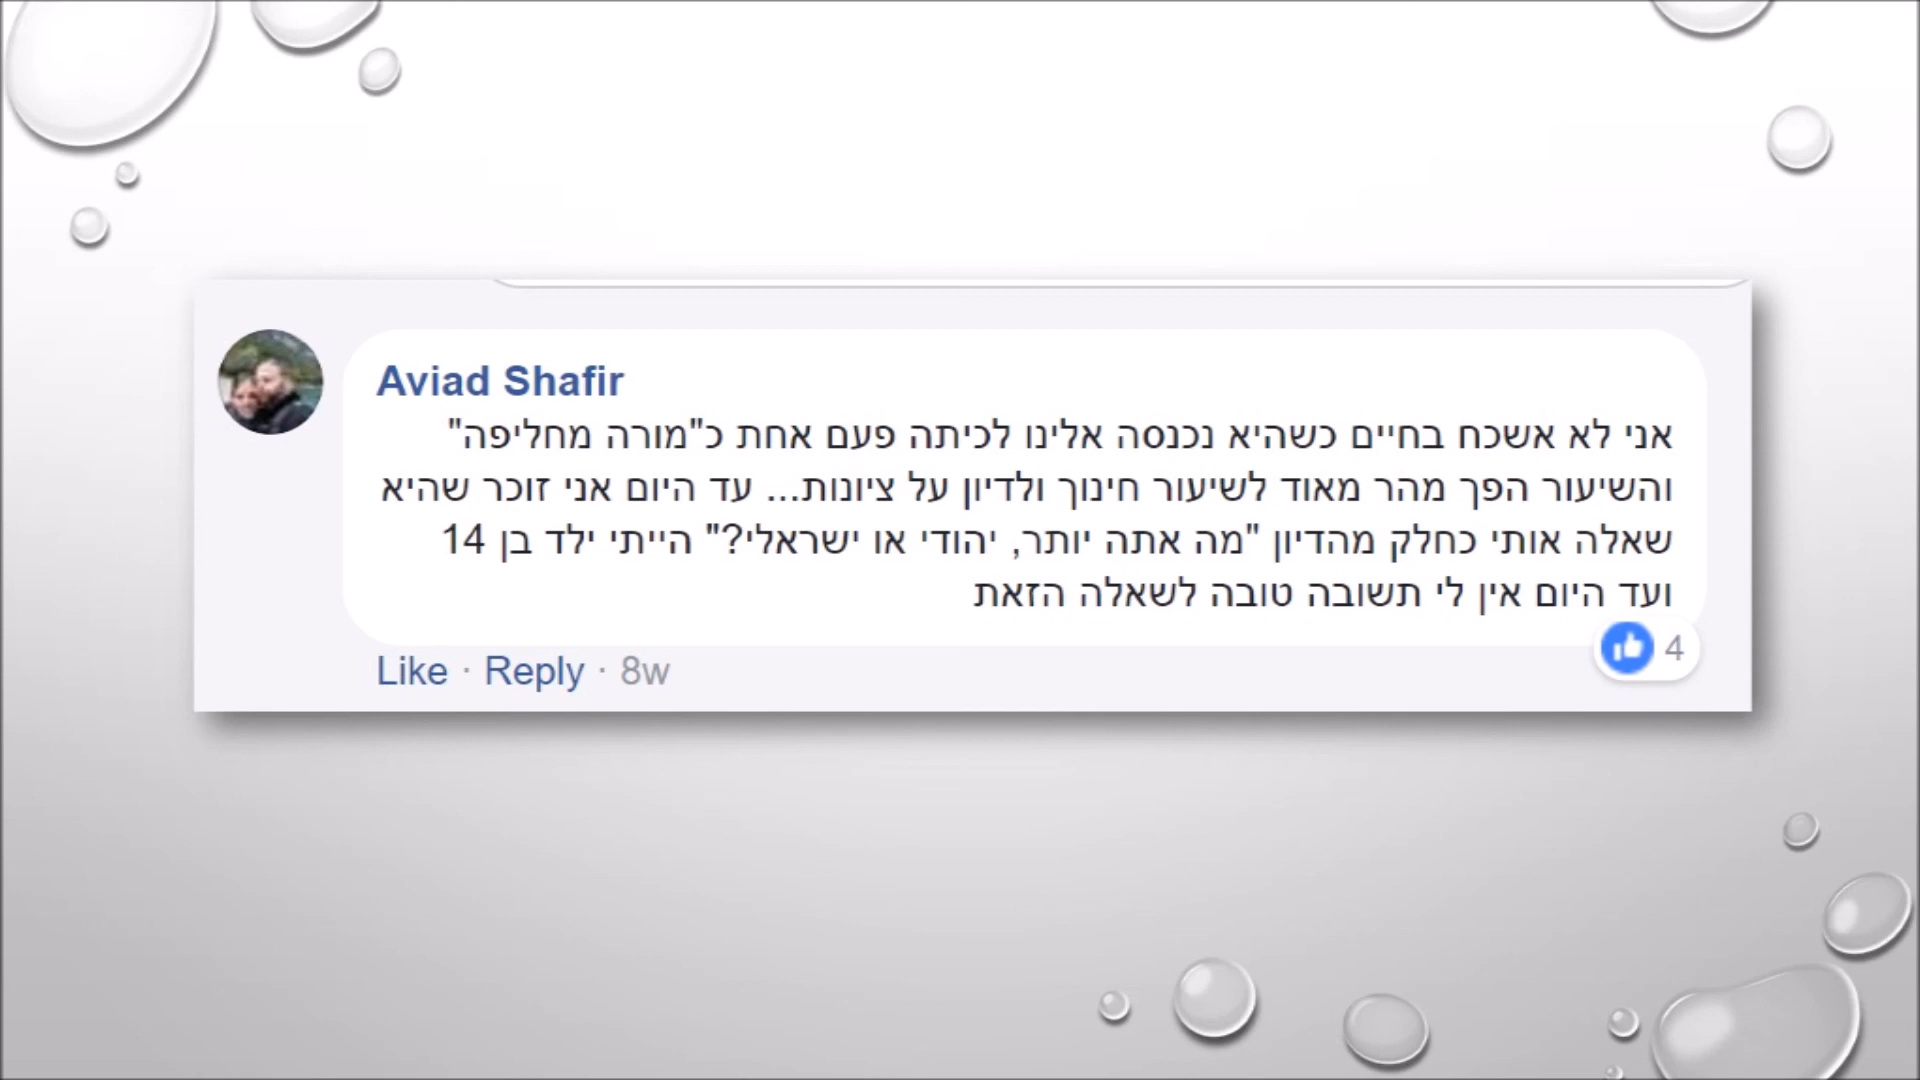 Aviad Shafir
אני לא אשכח בחיים כשהיא נכנסה אלינו לכיתה פעם אחת כ"מורה מחליפה"
והשיעור הפך מהר מאוד לשיעור חינוך ולדיון על ציונות... עד היום אני זוכר שהיא
שאלה אותי כחלק מהדיון "מה אתה יותר, יהודי או ישראלי?" הייתי ילד בן 14
ועד היום אין לי תשובה טובה לשאלה הזאת
4
Like · Reply · 8w